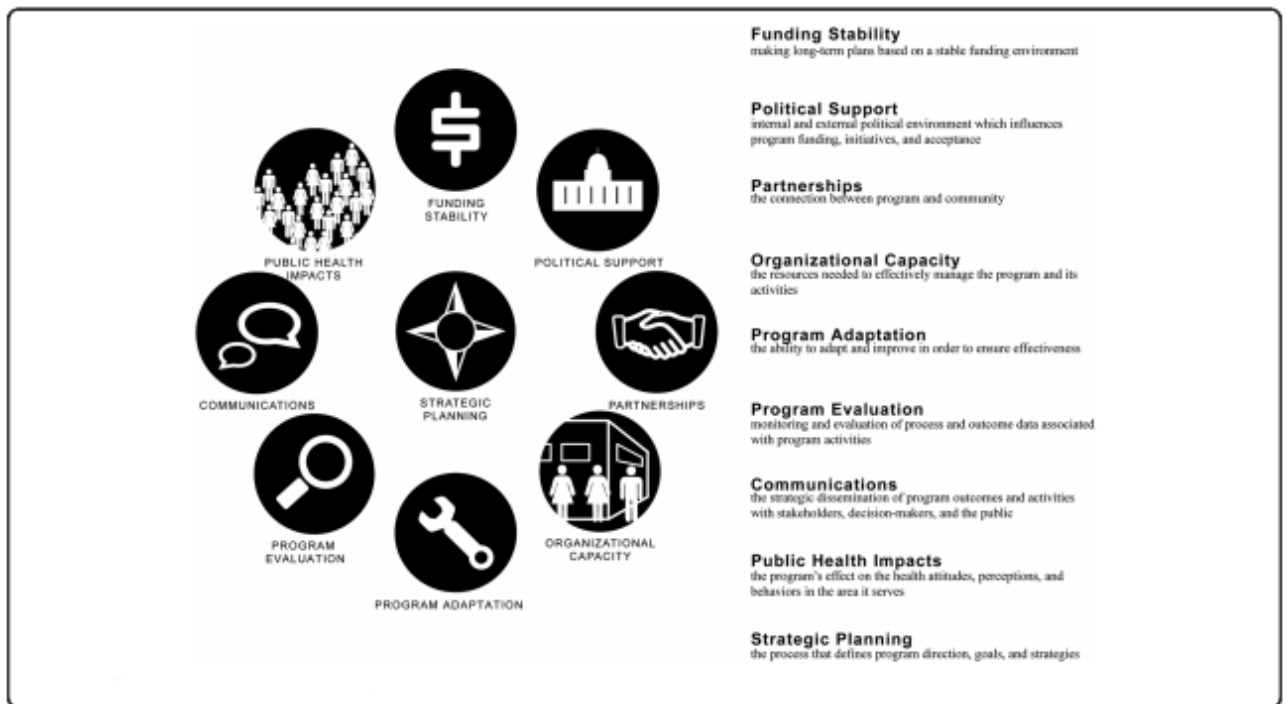 FUNDING
STABILITY
PUBLIC HEALTH
IMPACTS
POLITICAL SUPPORT
COMMUNICATIONS
STRATEGIC
PLANNING
PARTNERSHIPS
PROGRAM
EVALUATION
ORGANIZATIONAL
CAPACITY
PROGRAM ADAPTATION
Funding Stability
making long-term plans based on a stable funding environment
Political Support
internal and external political environment which influences
program funding, initiatives, and acceptance
Partnerships
the connection between program and community
Organizational Capacity
the resources needed to effectively manage the program and its
activities
Program Adaptation
the ability to adapt and improve in order to ensure effectiveness
Program Evaluation
monitoring and evaluation of process and outcome data associated
with program activities
Communications
the strategic dissemination of program outcomes and activities
with stakeholders, decision-makers, and the public
Public Health Impacts
the program's effect on the health attitudes, perceptions, and
behaviors in the area it serves
Strategic Planning
the process that defines program direction, goals, and strategies